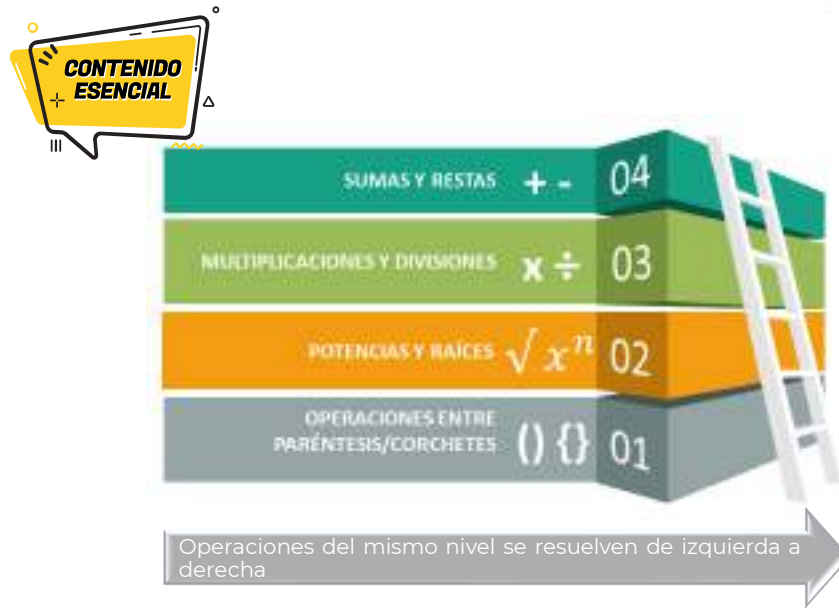 CONTENIDO
ESENCIAL
SUMAS Y RESTAS + - 04
MULTIPLICACIONES Y DIVISIONES x ÷ 03
POTENCIAS Y RAÍCES √ xⁿ 02
OPERACIONES ENTRE
PARÉNTESIS/CORCHETES () {} 01
Operaciones del mismo nivel se resuelven de izquierda a
derecha